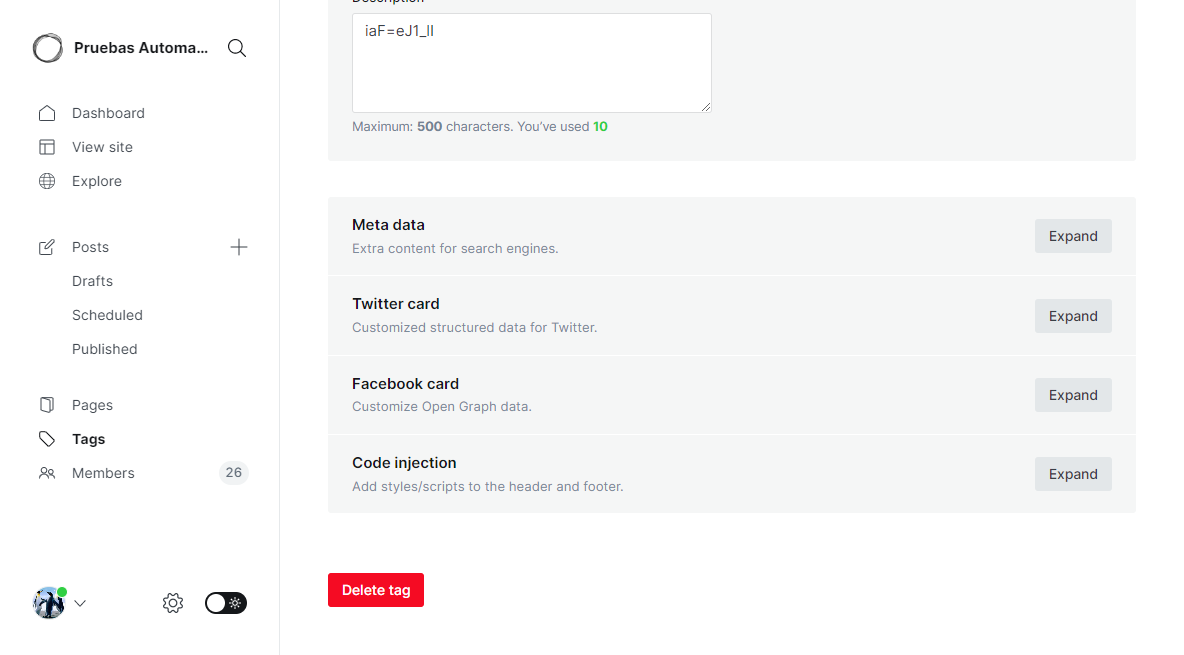 Pruebas Automa...
Dashboard
View site
Explore
Posts
Drafts
Scheduled
Published
Pages
Tags
Members
26
Description
Maximum: 500 characters. You've used 10
Meta data
Extra content for search engines.
Expand
Twitter card
Customized structured data for Twitter.
Expand
Facebook card
Customize Open Graph data.
Expand
Code injection
Add styles/scripts to the header and footer.
Expand
Delete tag